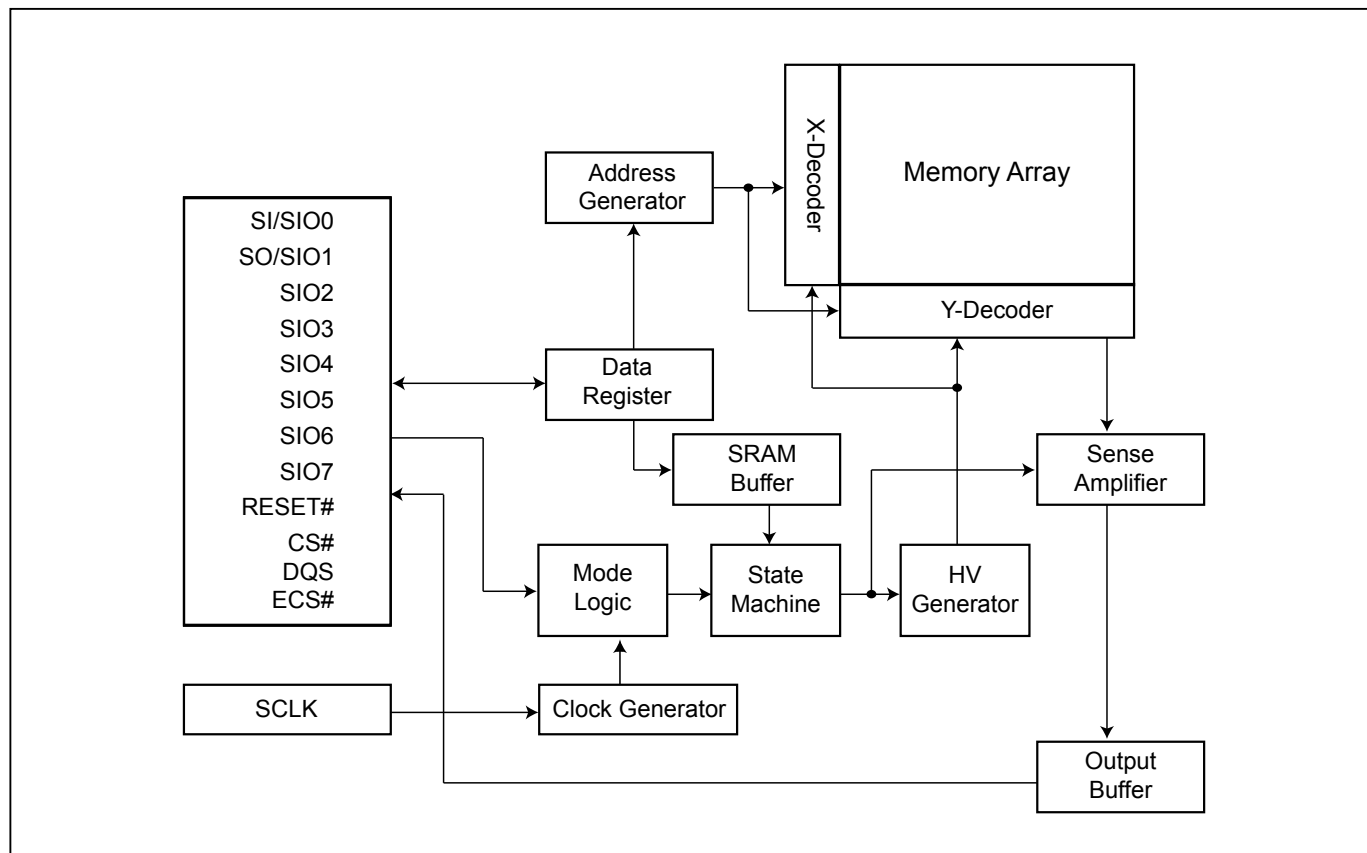 SI/SIO0
SO/SIO1
SIO2
SIO3
SIO4
SIO5
SIO6
SIO7
RESET#
CS#
DQS
ECS#
SCLK
Address
Generator
Data
Register
SRAM
Buffer
Mode
Logic
State
Machine
HV
Generator
Clock Generator
X-Decoder
Memory Array
Y-Decoder
Sense
Amplifier
Output
Buffer